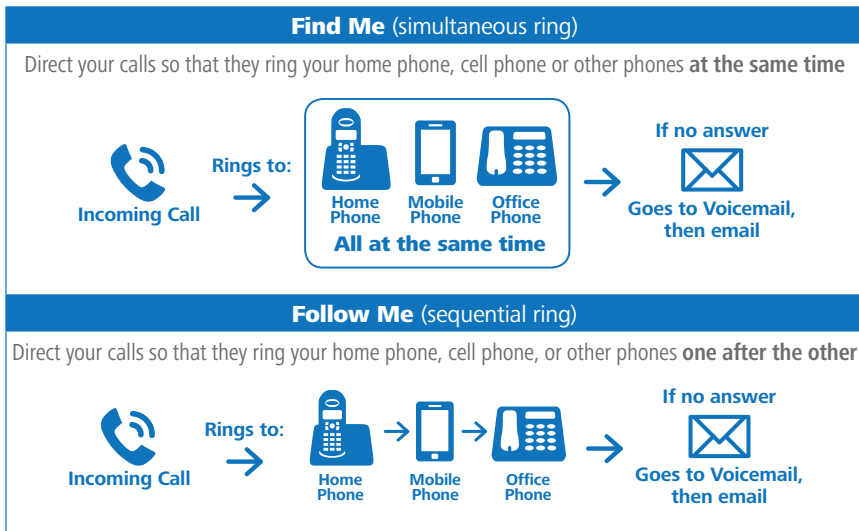 Find Me (simultaneous ring)
Direct your calls so that they ring your home phone, cell phone or other phones at the same time
Incoming Call
Rings to:
Home
Phone
Mobile
Phone
Office
Phone
All at the same time
If no answer
Goes to Voicemail,
then email
Follow Me (sequential ring)
Direct your calls so that they ring your home phone, cell phone, or other phones one after the other
Incoming Call
Rings to:
Home
Phone
Mobile
Phone
Office
Phone
If no answer
Goes to Voicemail,
then email